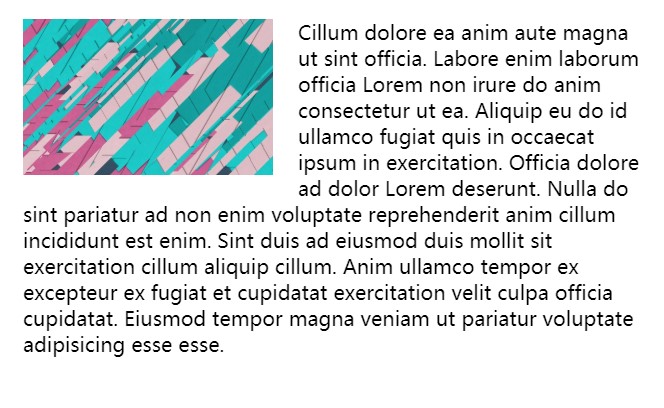 Cillum dolore ea anim aute magna
ut sint officia. Labore enim laborum
officia Lorem non irure do anim
consectetur ut ea. Aliquip eu do id
ullamco fugiat quis in occaecat
ipsum in exercitation. Officia dolore
ad dolor Lorem deserunt. Nulla do
sint pariatur ad non enim voluptate reprehenderit anim cillum
incididunt est enim. Sint duis ad eiusmod duis mollit sit
exercitation cillum aliquip cillum. Anim ullamco tempor ex
excepteur ex fugiat et cupidatat exercitation velit culpa officia
cupidatat. Eiusmod tempor magna veniam ut pariatur voluptate
adipisicing esse esse.